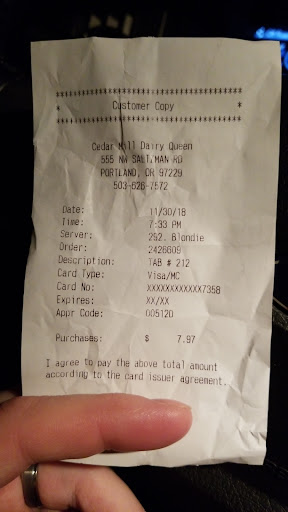 ****************************************
* Customer Copy *
****************************************
Cedar Mill Dairy Queen
555 NW SALTZMAN RD
PORTLAND, OR 97229
503-626-7572
Date: 11/30/18
Time: 7:33 PM
Server: 292. Blondie
Order: 2426609
Description: TAB # 212
Card Type: Visa/MC
Card No: XXXXXXXXXXXX7358
Expires: XX/XX
Appr Code: 005120
Purchases: $ 7.97
I agree to pay the above total amount
according to the card issuer agreement.